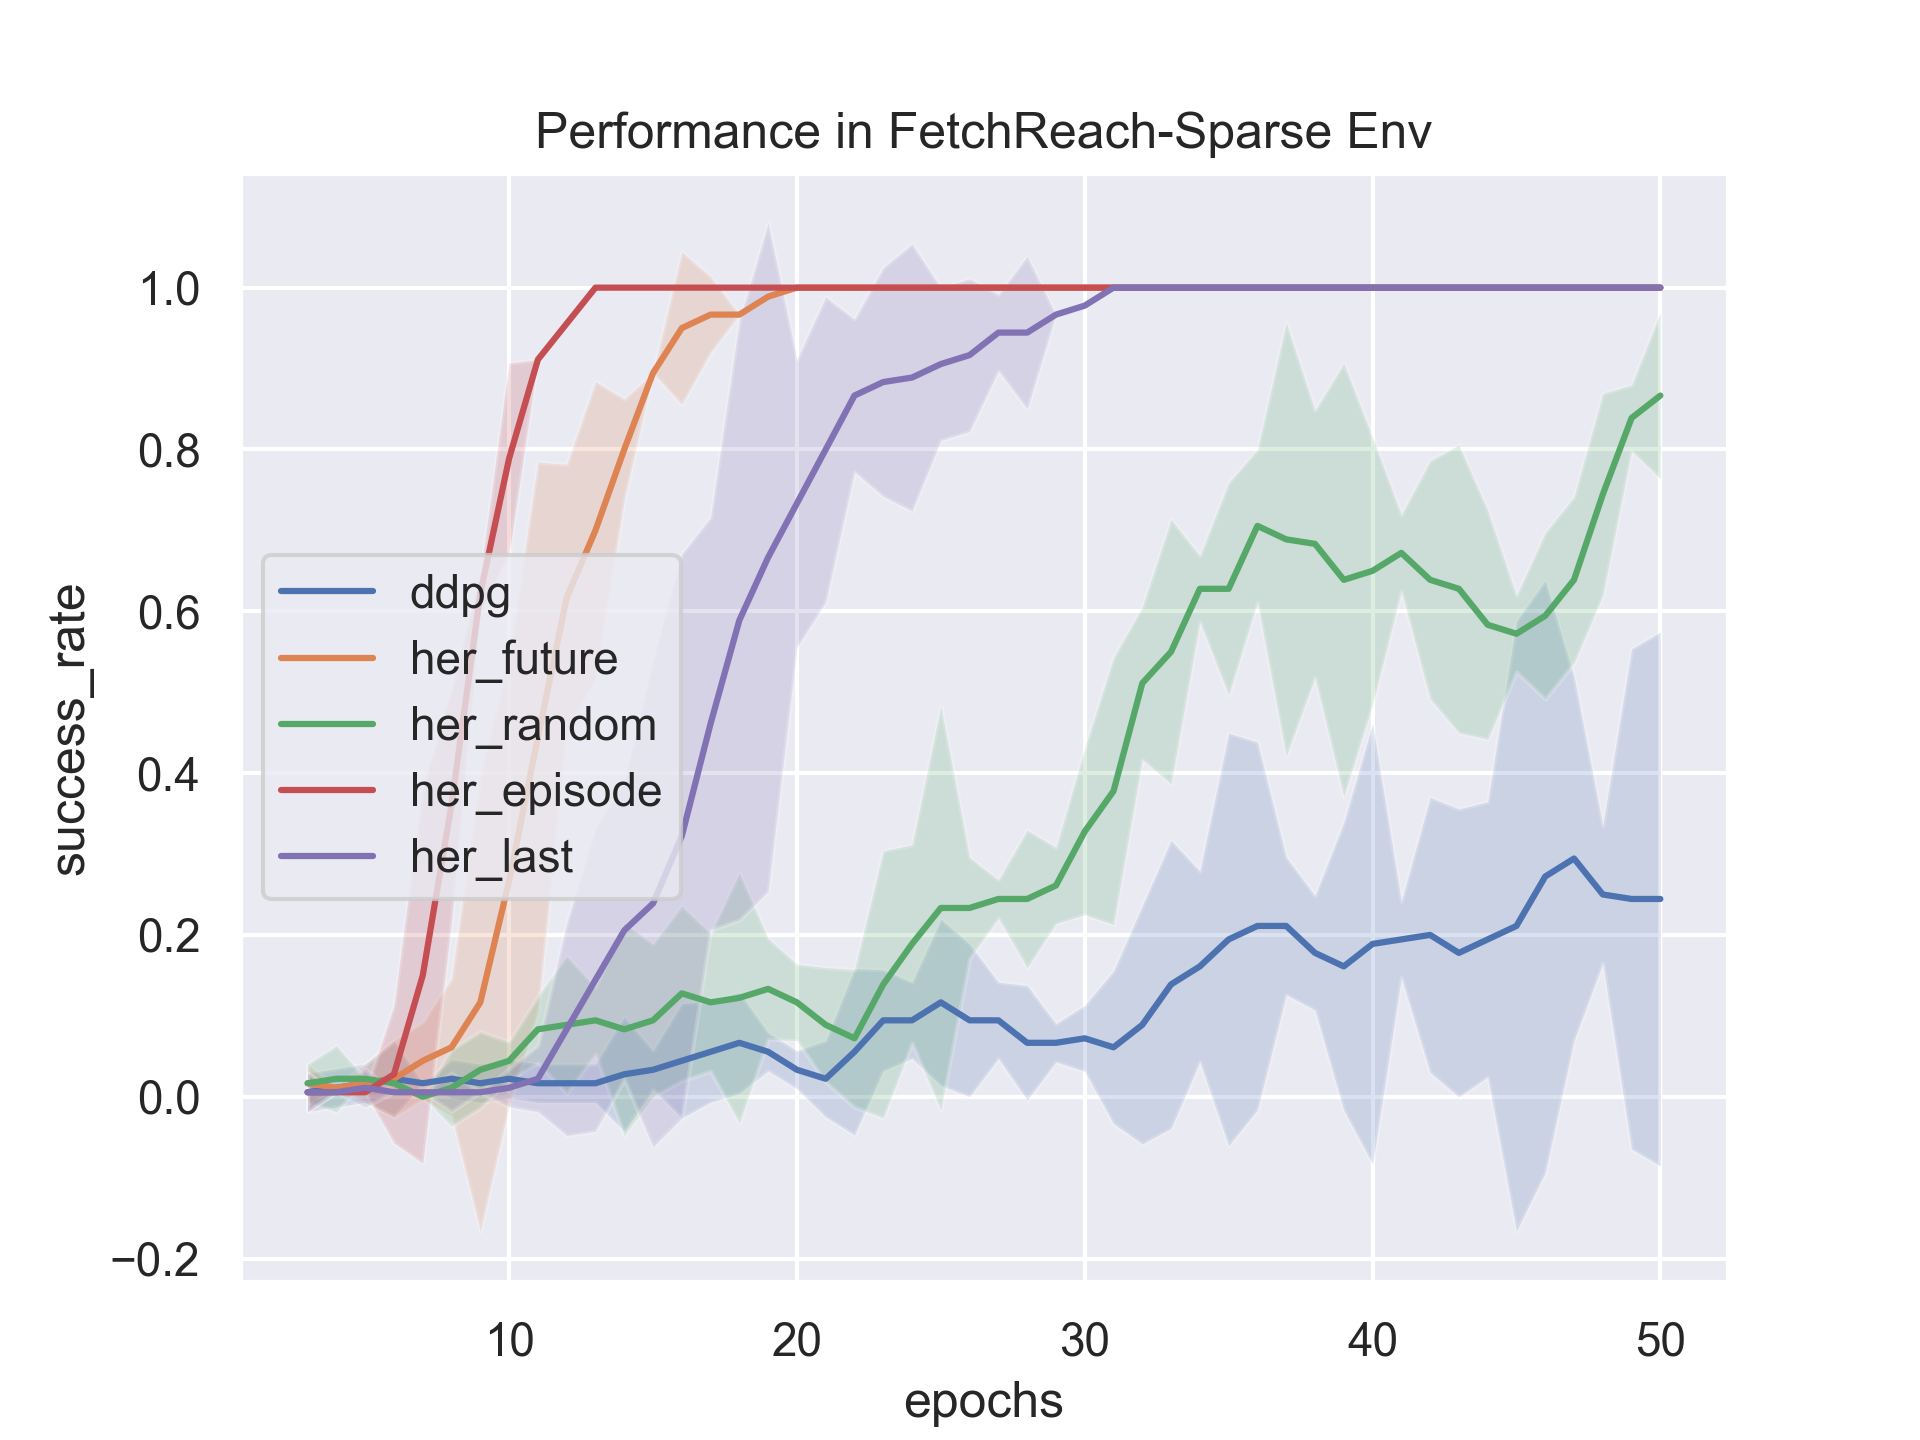 Performance in FetchReach-Sparse Env
success_rate
1.0
0.8
0.6
0.4
0.2
0.0
−0.2
ddpg
her_future
her_random
her_episode
her_last
10 20 30 40 50
epochs